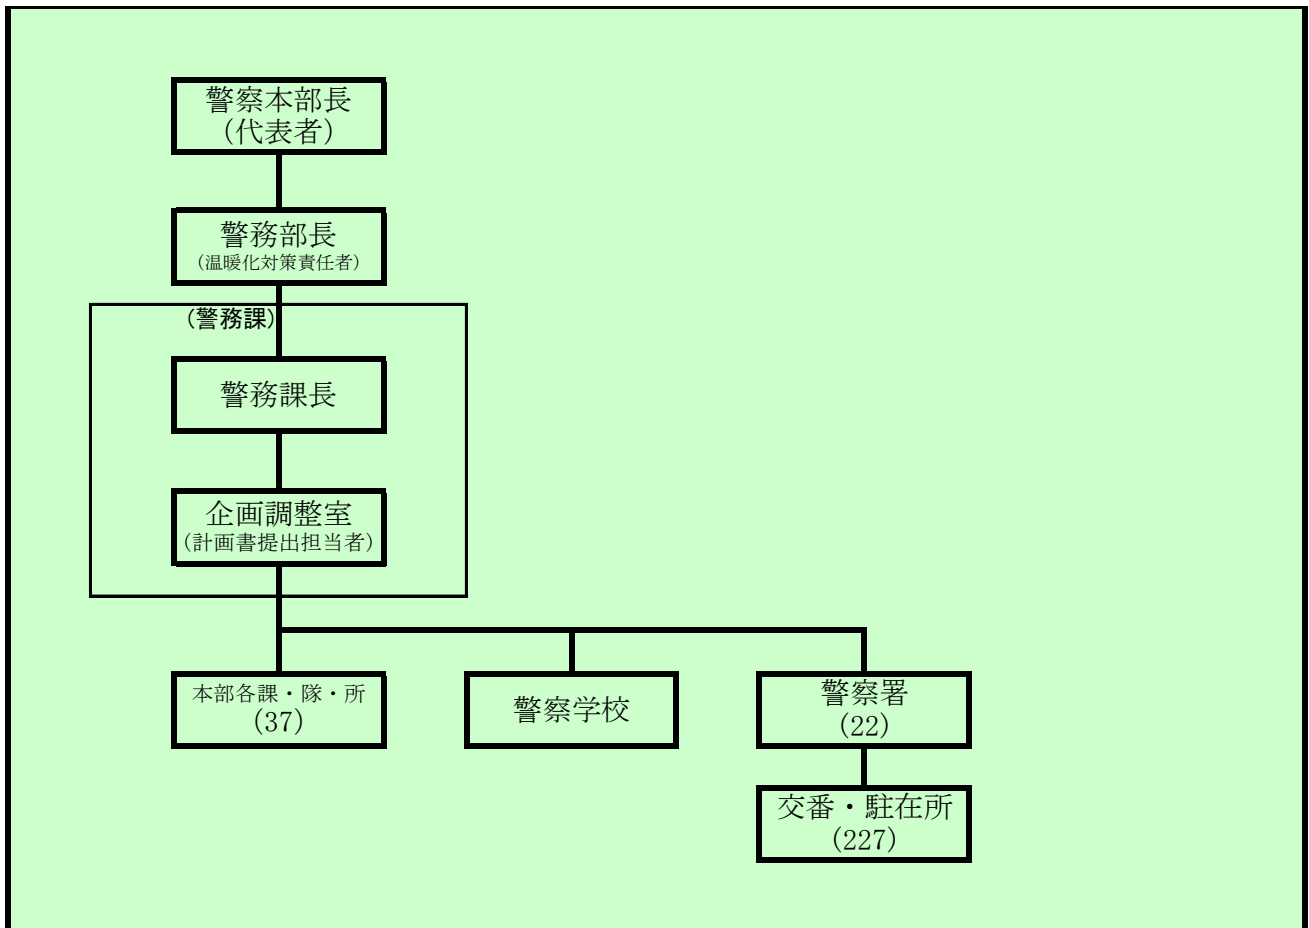 警察本部長
（代表者）
警務部長
（温暖化対策責任者）
（警務課）
警務課長
企画調整室
（計画書提出担当者）
本部各課・隊・所
（37）
警察学校
警察署
（22）
交番・駐在所
（227）